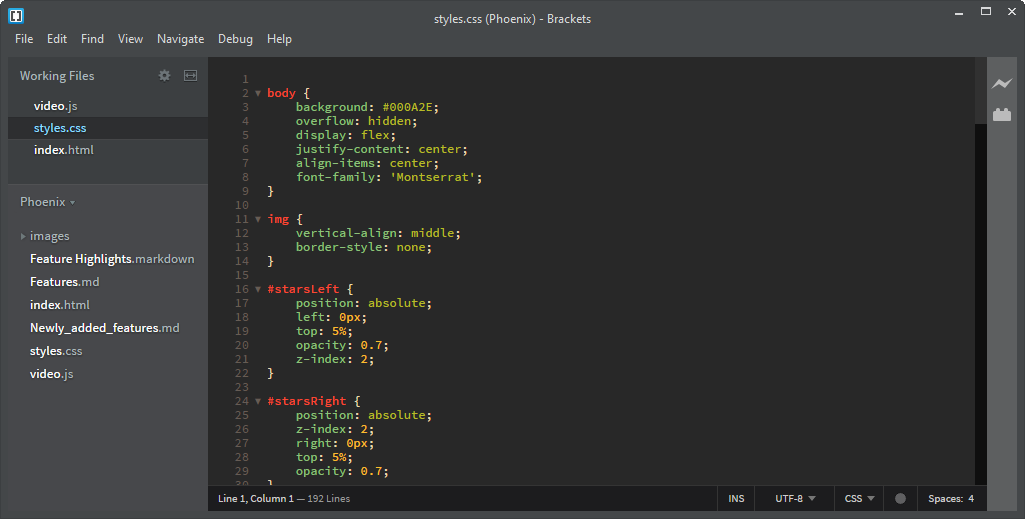 styles.css (Phoenix) - Brackets
File Edit Find View Navigate Debug Help
Working Files
video.js
styles.css
index.html
Phoenix
images
Feature Highlights.markdown
Features.md
index.html
Newly_added_features.md
styles.css
video.js
1
2 body {
3     background: #000A2E;
4     overflow: hidden;
5     display: flex;
6     justify-content: center;
7     align-items: center;
8     font-family: 'Montserrat';
9 }
10
11 img {
12     vertical-align: middle;
13     border-style: none;
14 }
15
16 #starsLeft {
17     position: absolute;
18     left: 0px;
19     top: 5%;
20     opacity: 0.7;
21     z-index: 2;
22 }
23
24 #starsRight {
25     position: absolute;
26     z-index: 2;
27     right: 0px;
28     top: 5%;
29     opacity: 0.7;
30 }
Line 1, Column 1 — 192 Lines INS UTF-8 CSS Spaces: 4